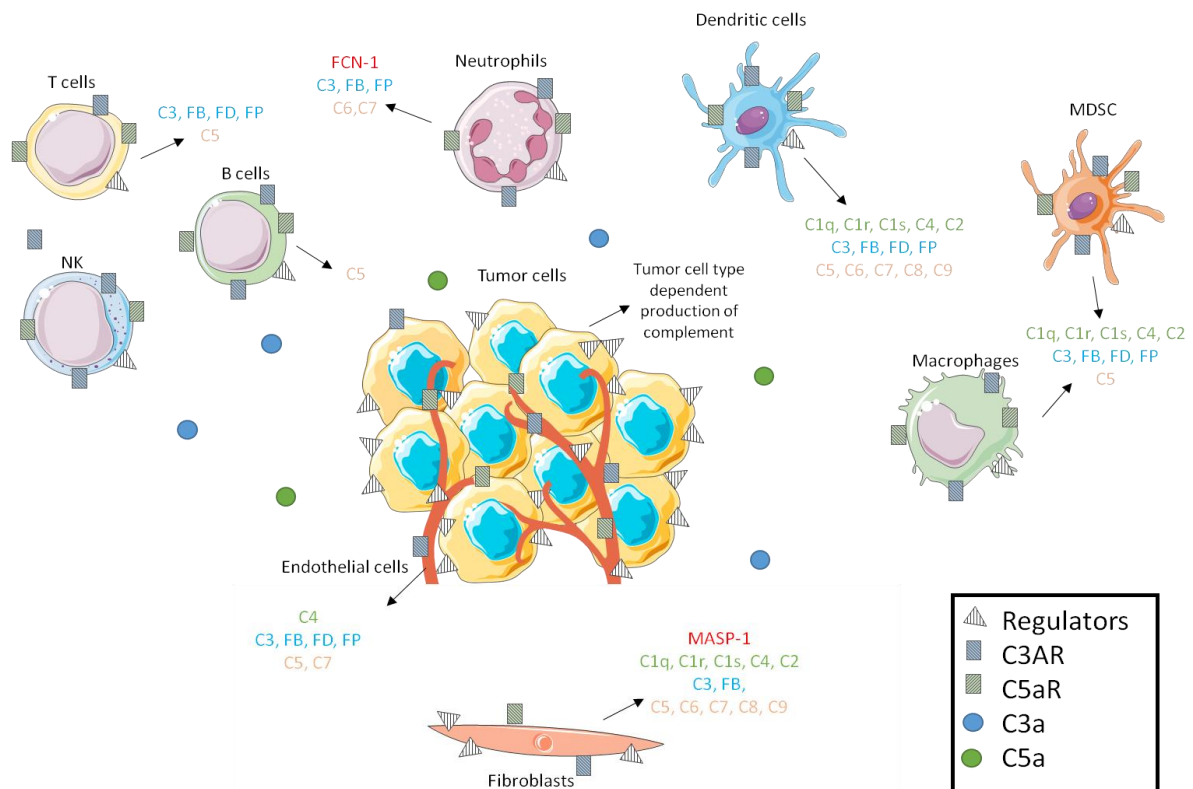 Dendritic cells
T cells
C3, FB, FD, FP
C5
FCN-1
C3, FB, FP
C6,C7
Neutrophils
MDSC
B cells
C5
NK
C1q, C1r, C1s, C4, C2
C3, FB, FD, FP
C5, C6, C7, C8, C9
Tumor cells
Tumor cell type
dependent
production of
complement
C1q, C1r, C1s, C4, C2
C3, FB, FD, FP
C5
Macrophages
Endothelial cells
C4
C3, FB, FD, FP
C5, C7
MASP-1
C1q, C1r, C1s, C4, C2
C3, FB,
C5, C6, C7, C8, C9
Fibroblasts
Regulators
C3AR
C5aR
C3a
C5a